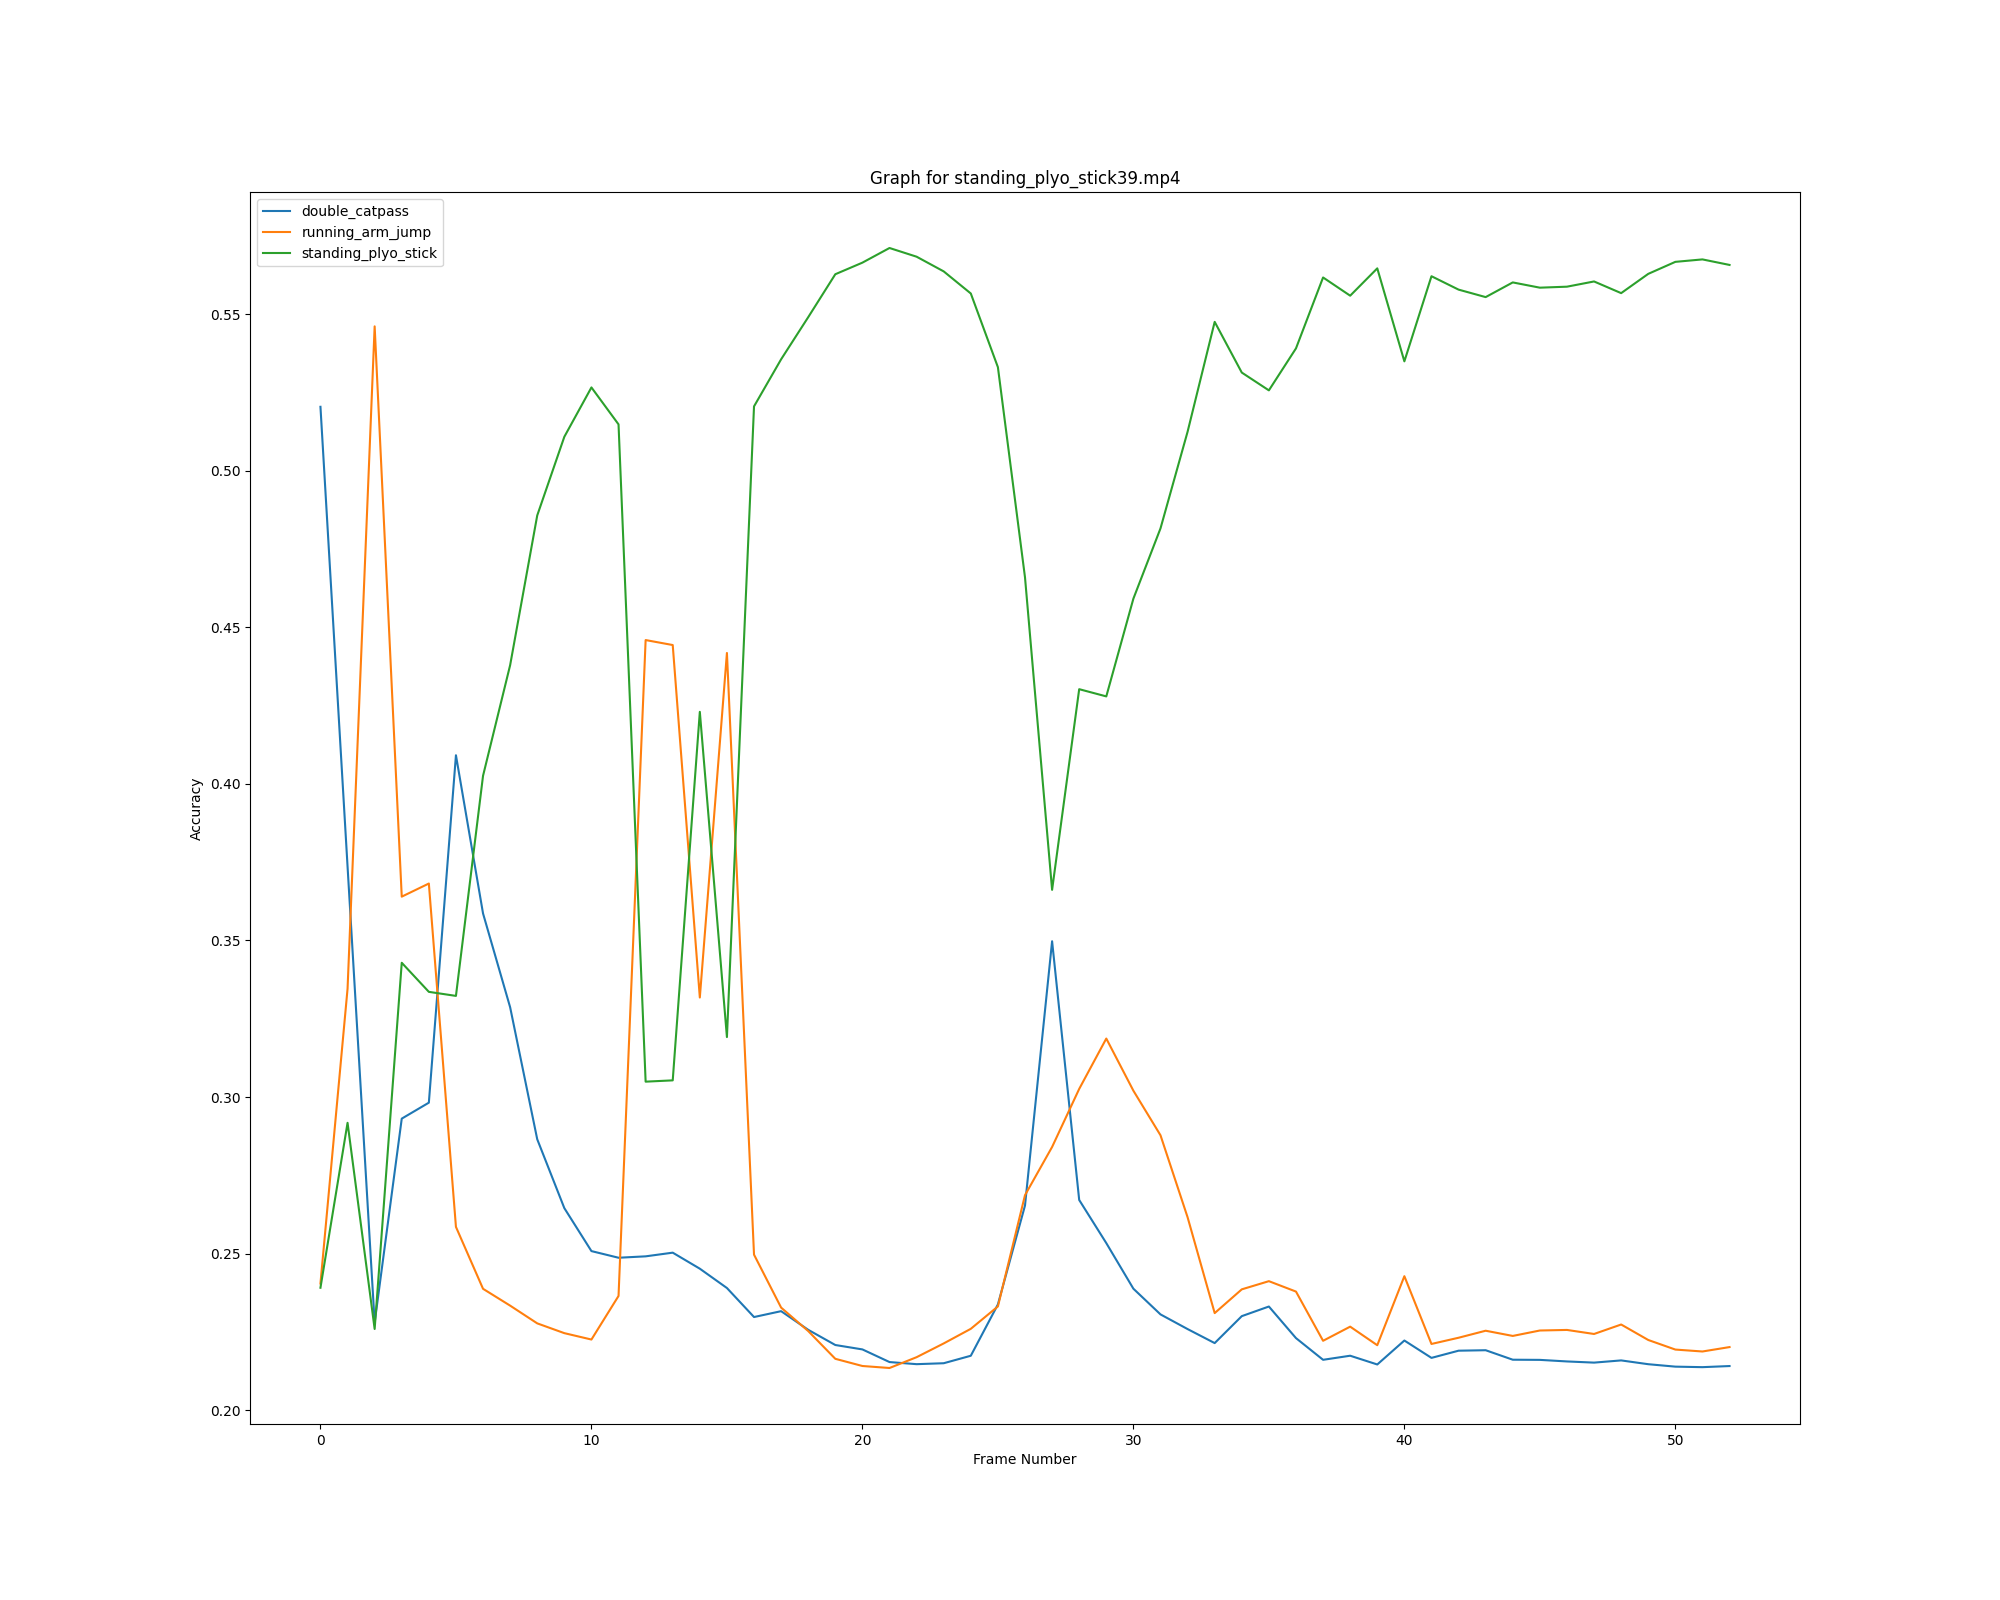 Graph for standing_plyo_stick39.mp4
double_catpass
running_arm_jump
standing_plyo_stick
0.55
0.50
0.45
0.40
0.35
0.30
0.25
0.20
Accuracy
0 10 20 30 40 50
Frame Number